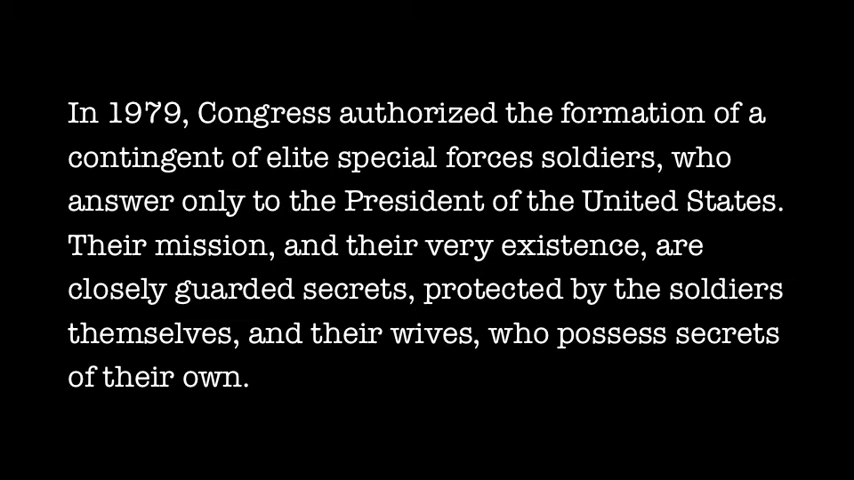 In 1979, Congress authorized the formation of a
contingent of elite special forces soldiers, who
answer only to the President of the United States.
Their mission, and their very existence, are
closely guarded secrets, protected by the soldiers
themselves, and their wives, who possess secrets
of their own.